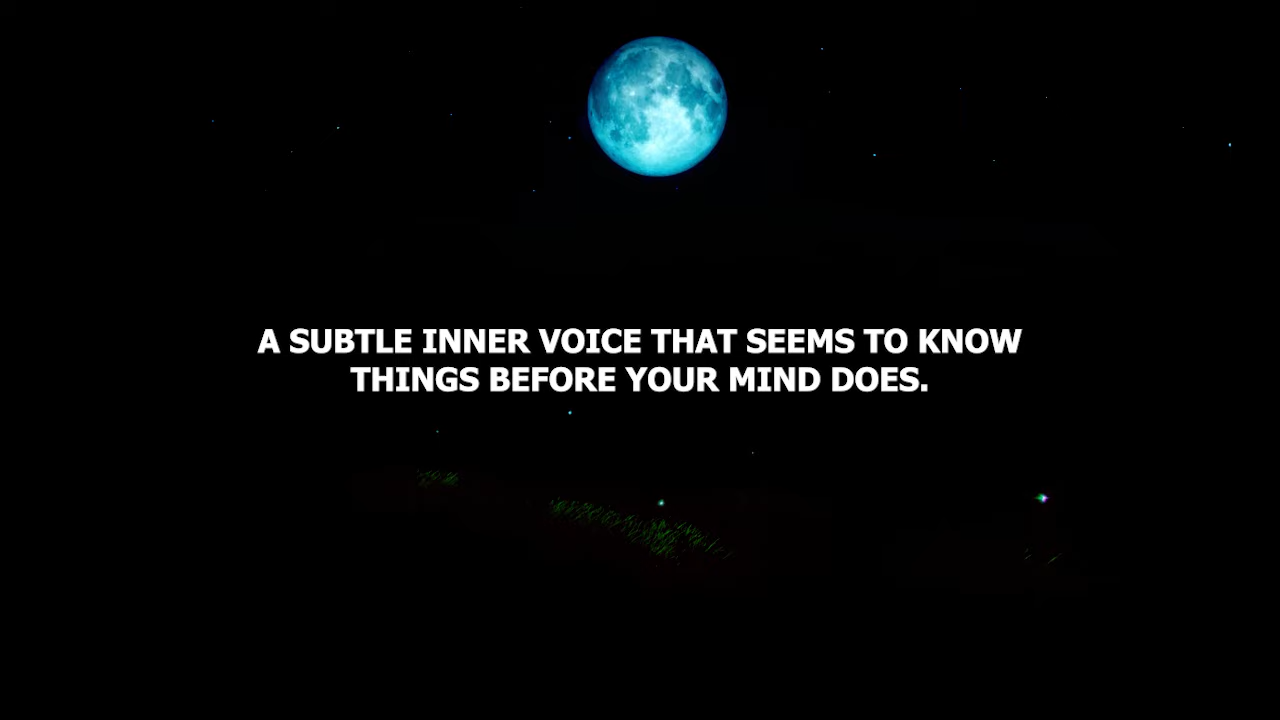 A SUBTLE INNER VOICE THAT SEEMS TO KNOW
THINGS BEFORE YOUR MIND DOES.